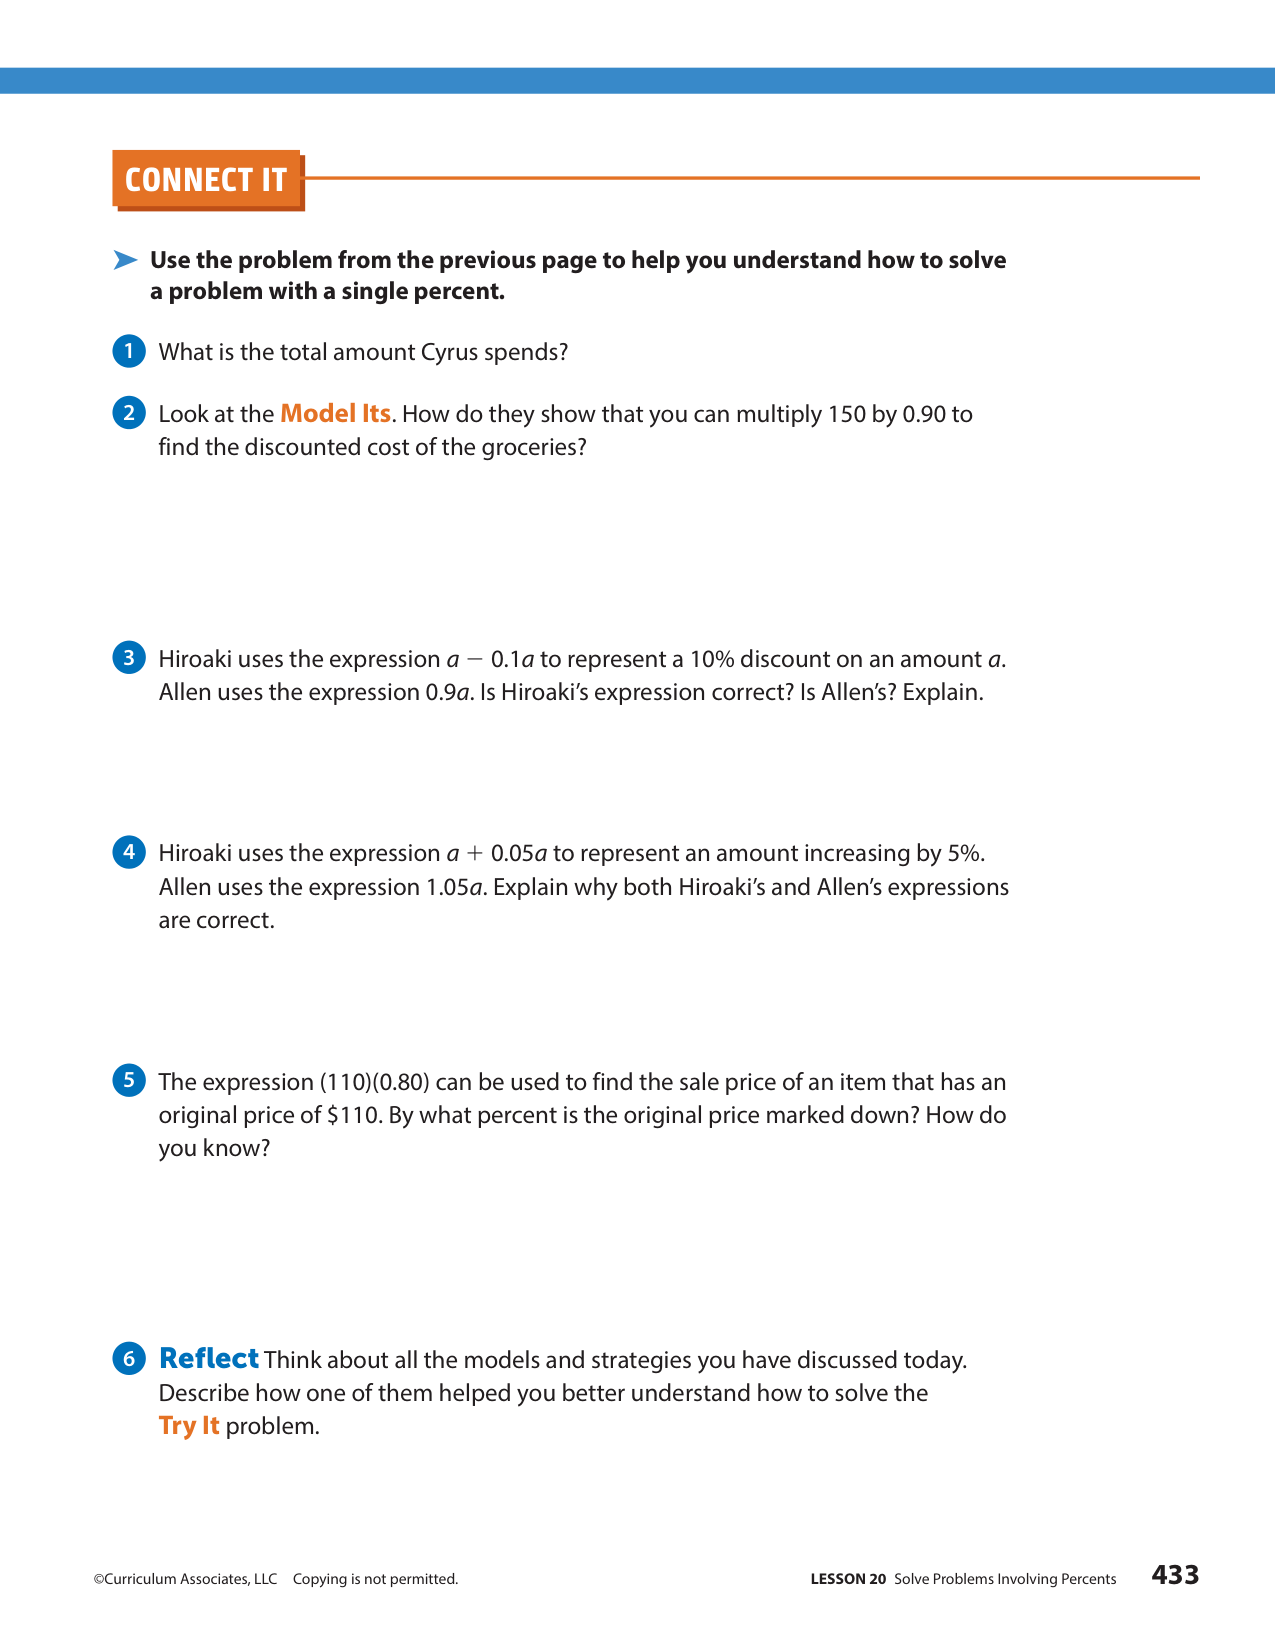 CONNECT IT
➤ Use the problem from the previous page to help you understand how to solve
a problem with a single percent.
1 What is the total amount Cyrus spends?
2 Look at the Model Its. How do they show that you can multiply 150 by 0.90 to
find the discounted cost of the groceries?
3 Hiroaki uses the expression a − 0.1a to represent a 10% discount on an amount a.
Allen uses the expression 0.9a. Is Hiroaki’s expression correct? Is Allen’s? Explain.
4 Hiroaki uses the expression a + 0.05a to represent an amount increasing by 5%.
Allen uses the expression 1.05a. Explain why both Hiroaki’s and Allen’s expressions
are correct.
5 The expression (110)(0.80) can be used to find the sale price of an item that has an
original price of $110. By what percent is the original price marked down? How do
you know?
6 Reflect Think about all the models and strategies you have discussed today.
Describe how one of them helped you better understand how to solve the
Try It problem.
©Curriculum Associates, LLC Copying is not permitted.
LESSON 20 Solve Problems Involving Percents 433